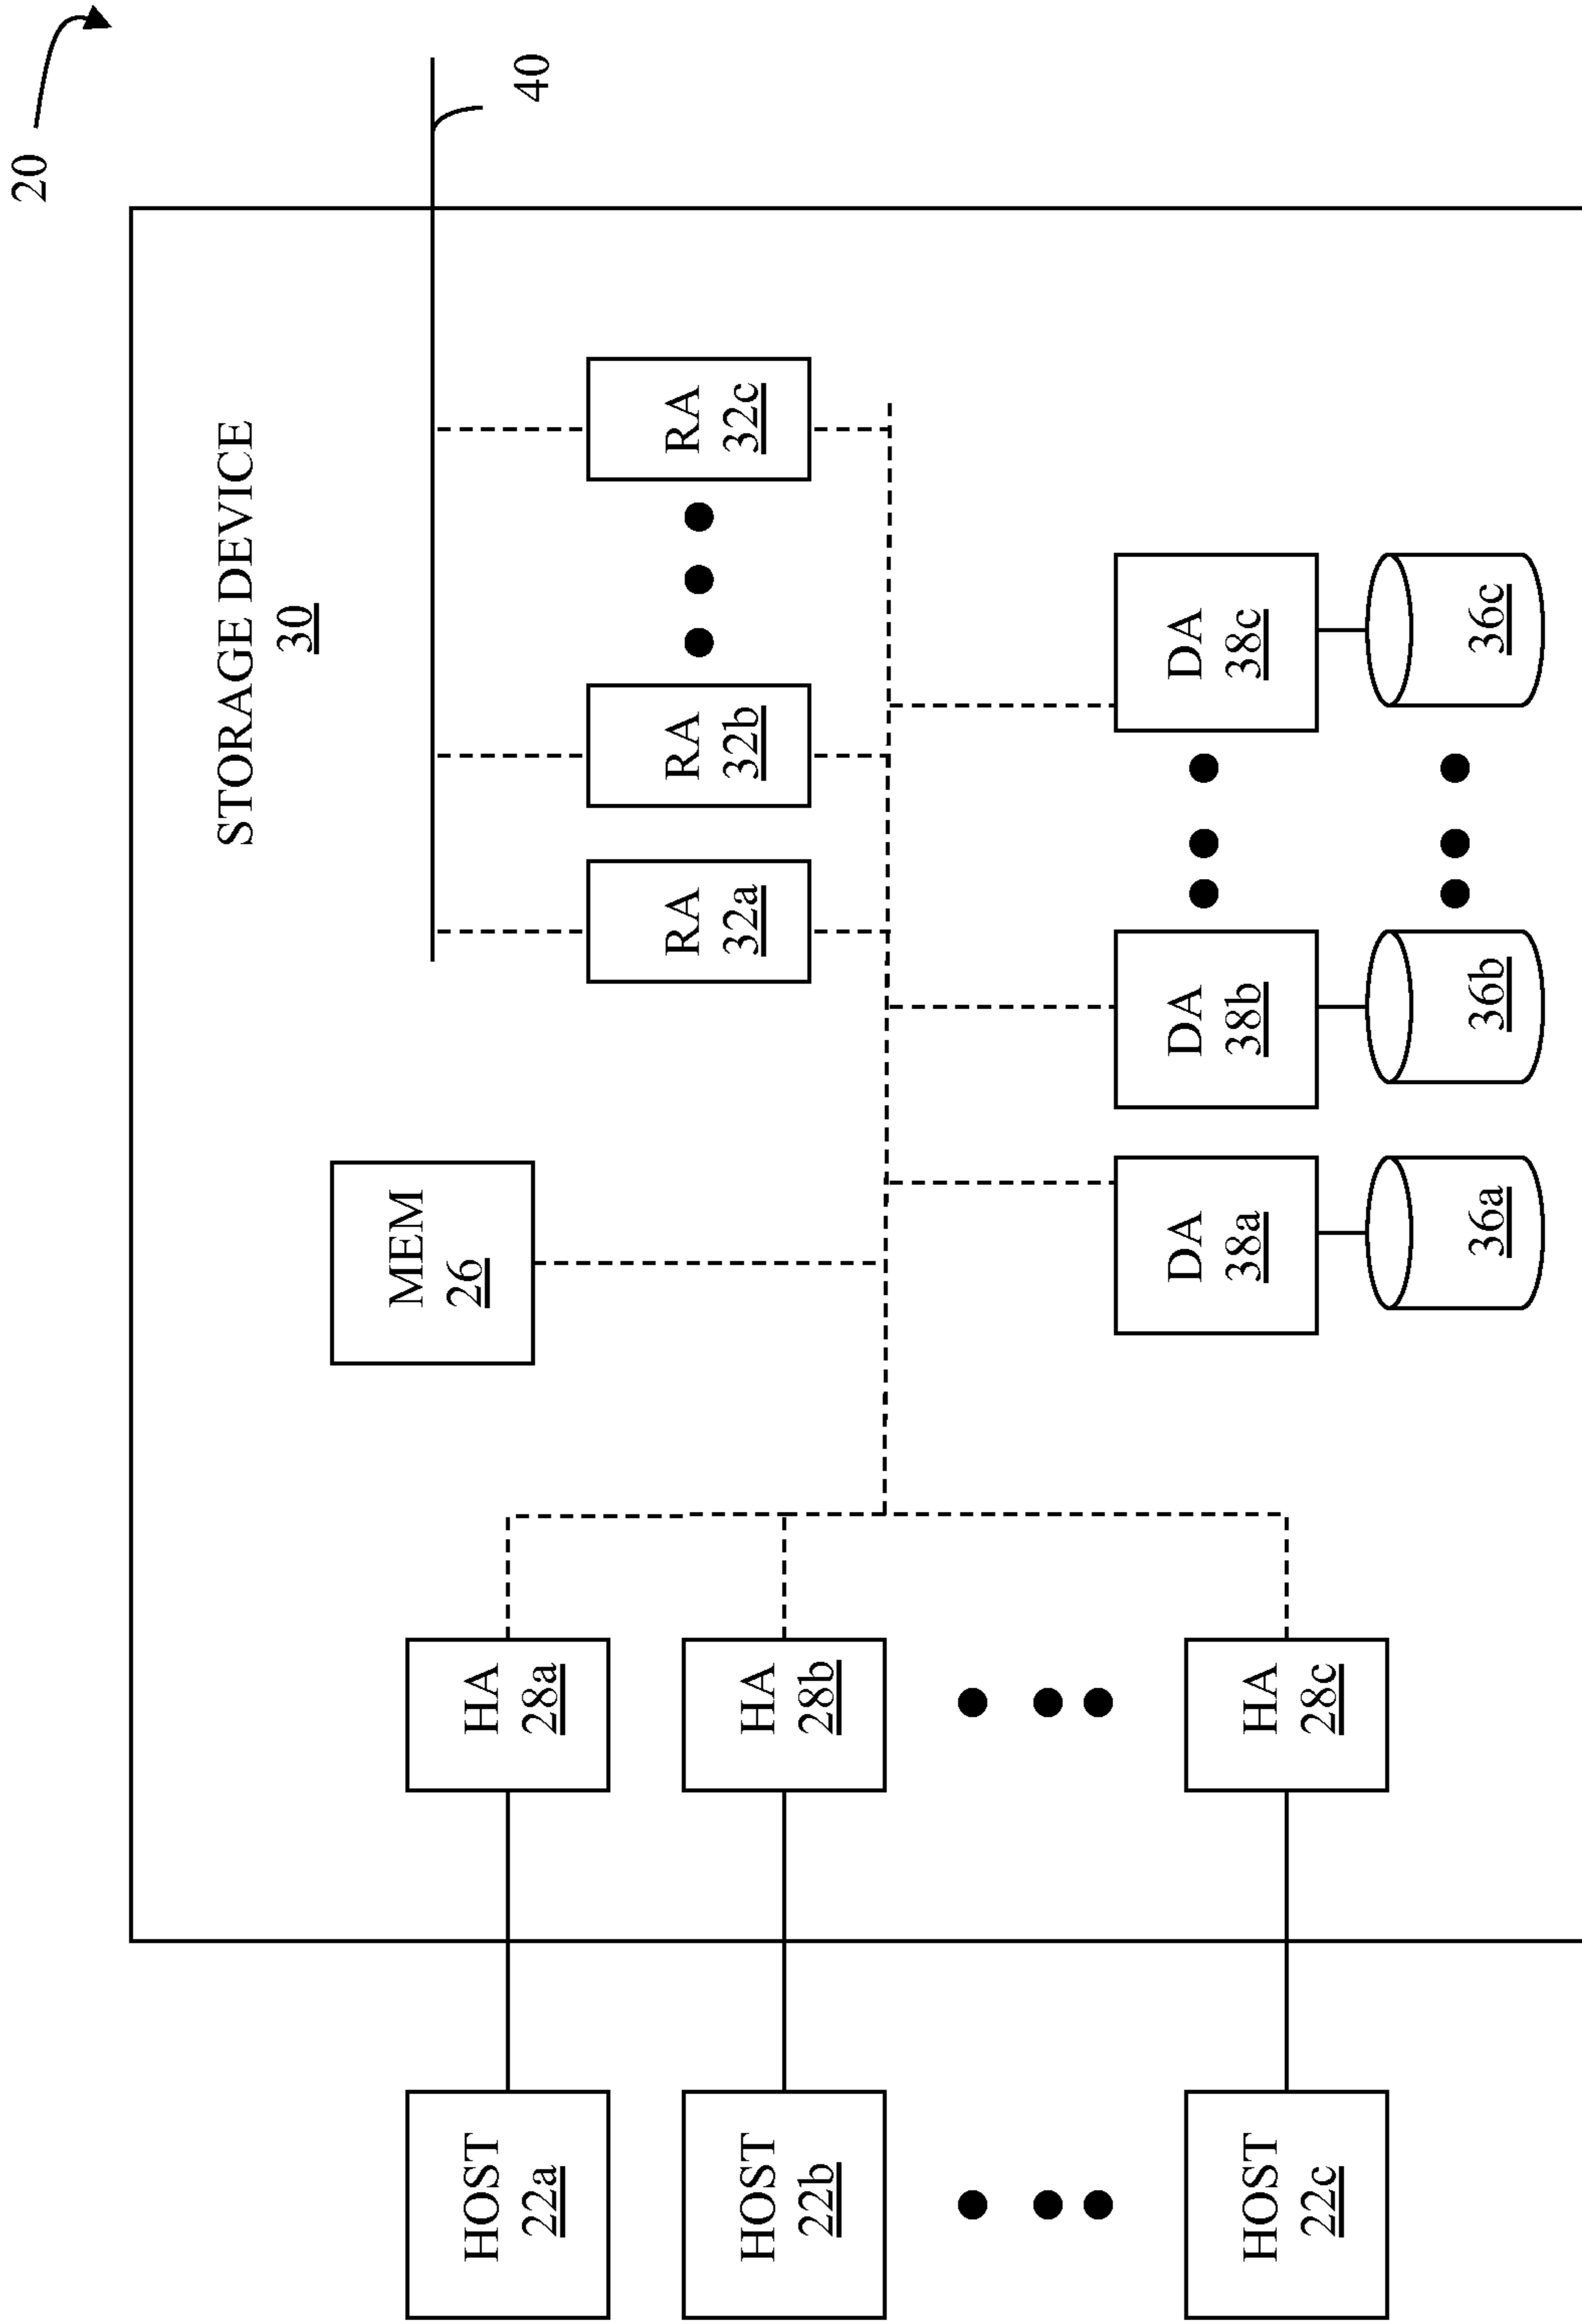 20
STORAGE DEVICE
30
40
HOST
22a
HA
28a
MEM
26
RA
32a
RA
32b
RA
32c
HOST
22b
HA
28b
HOST
22c
HA
28c
DA
38a
DA
38b
DA
38c
36a
36b
36c